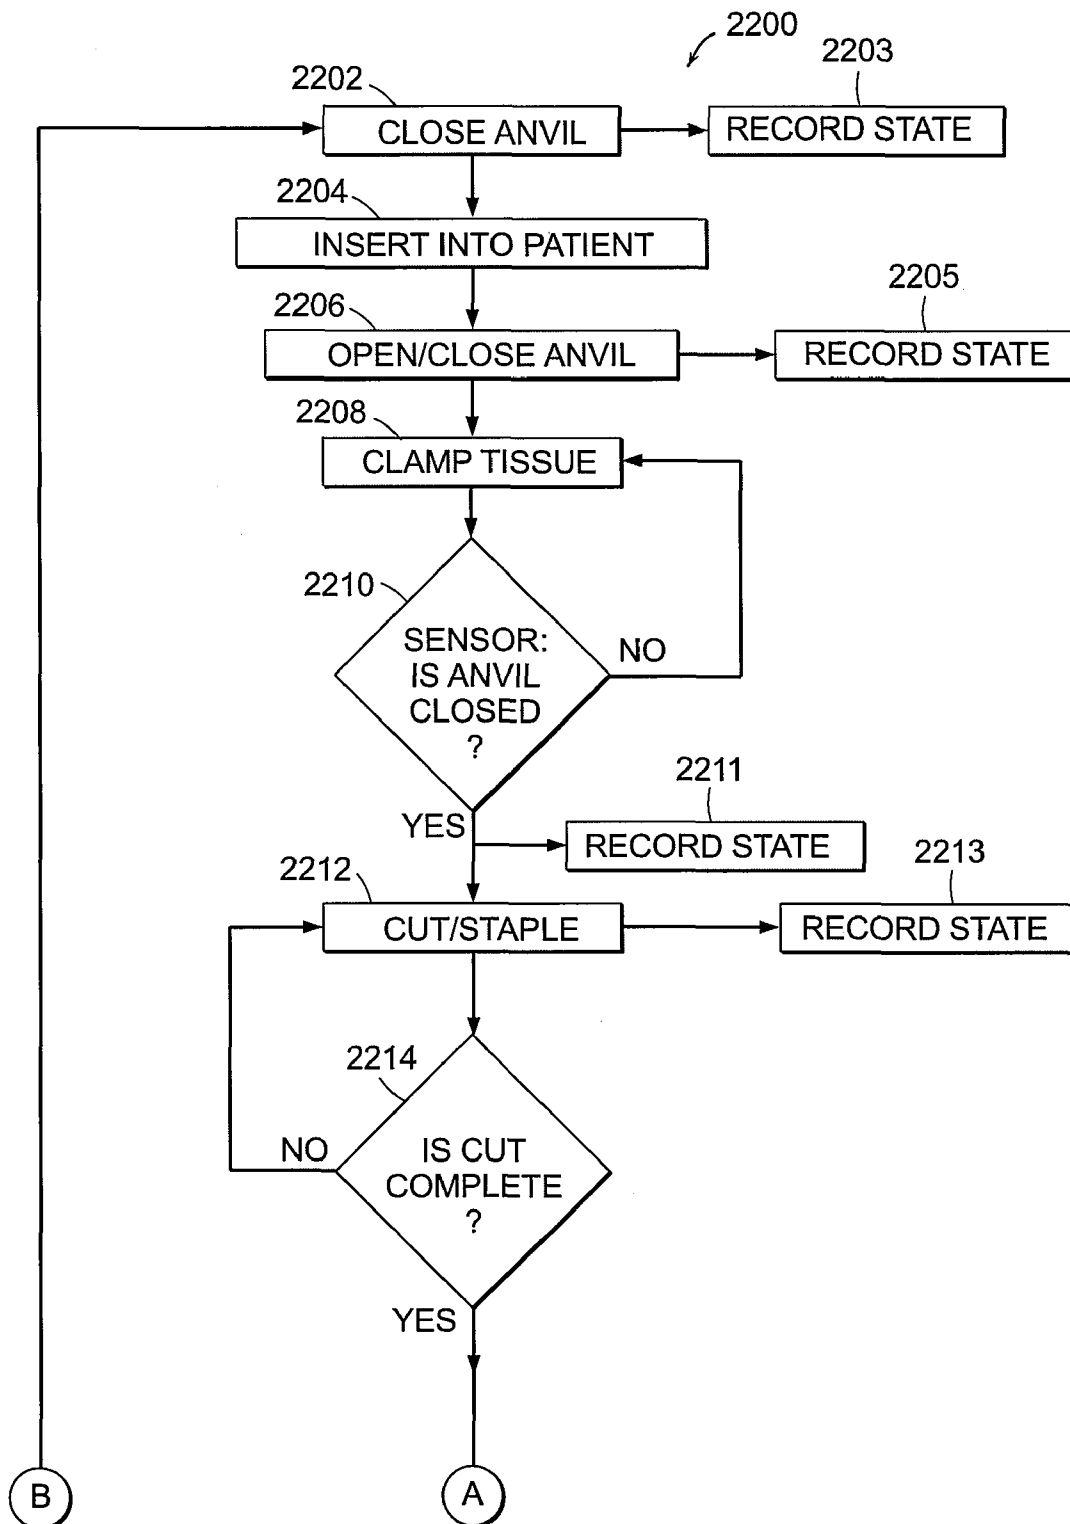 2200
2202
2203
CLOSE ANVIL
RECORD STATE
2204
INSERT INTO PATIENT
2205
2206
OPEN/CLOSE ANVIL
RECORD STATE
2208
CLAMP TISSUE
2210
SENSOR:
IS ANVIL
CLOSED
?
NO
YES
2211
RECORD STATE
2212
2213
CUT/STAPLE
RECORD STATE
2214
IS CUT
COMPLETE
?
NO
YES
B
A